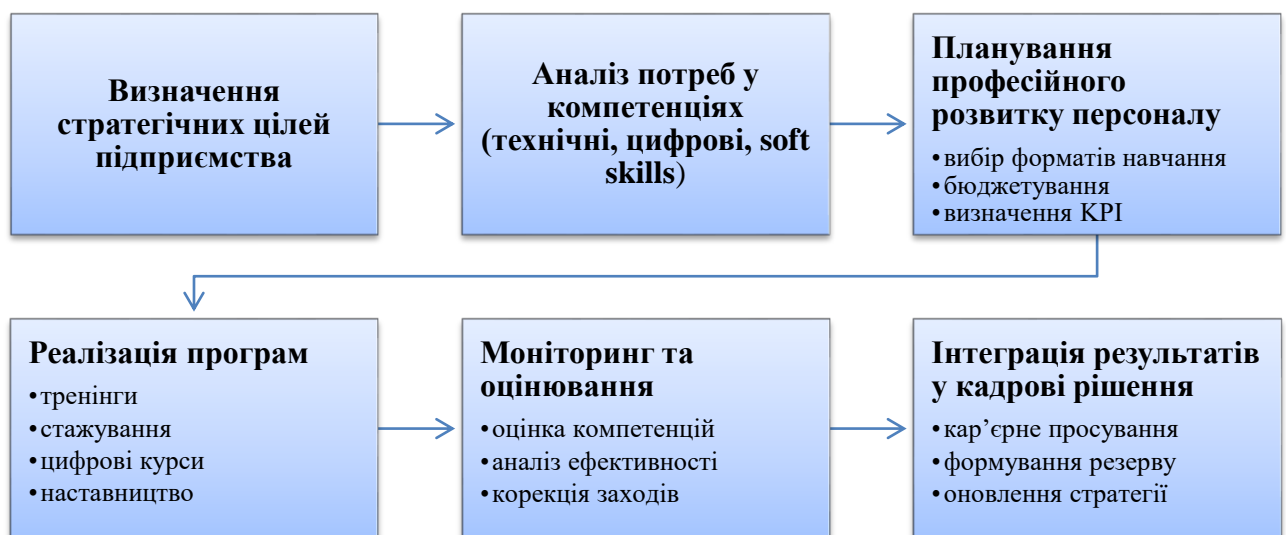 Визначення
стратегічних цілей
підприємства
Аналіз потреб у
компетенціях
(технічні, цифрові, soft
skills)
Планування
професійного
розвитку персоналу
•вибір форматів навчання
•бюджетування
•визначення KPI
Реалізація програм
•тренінги
•стажування
•цифрові курси
•наставництво
Моніторинг та
оцінювання
•оцінка компетенцій
•аналіз ефективності
•корекція заходів
Інтеграція результатів
у кадрові рішення
•кар’єрне просування
•формування резерву
•оновлення стратегії